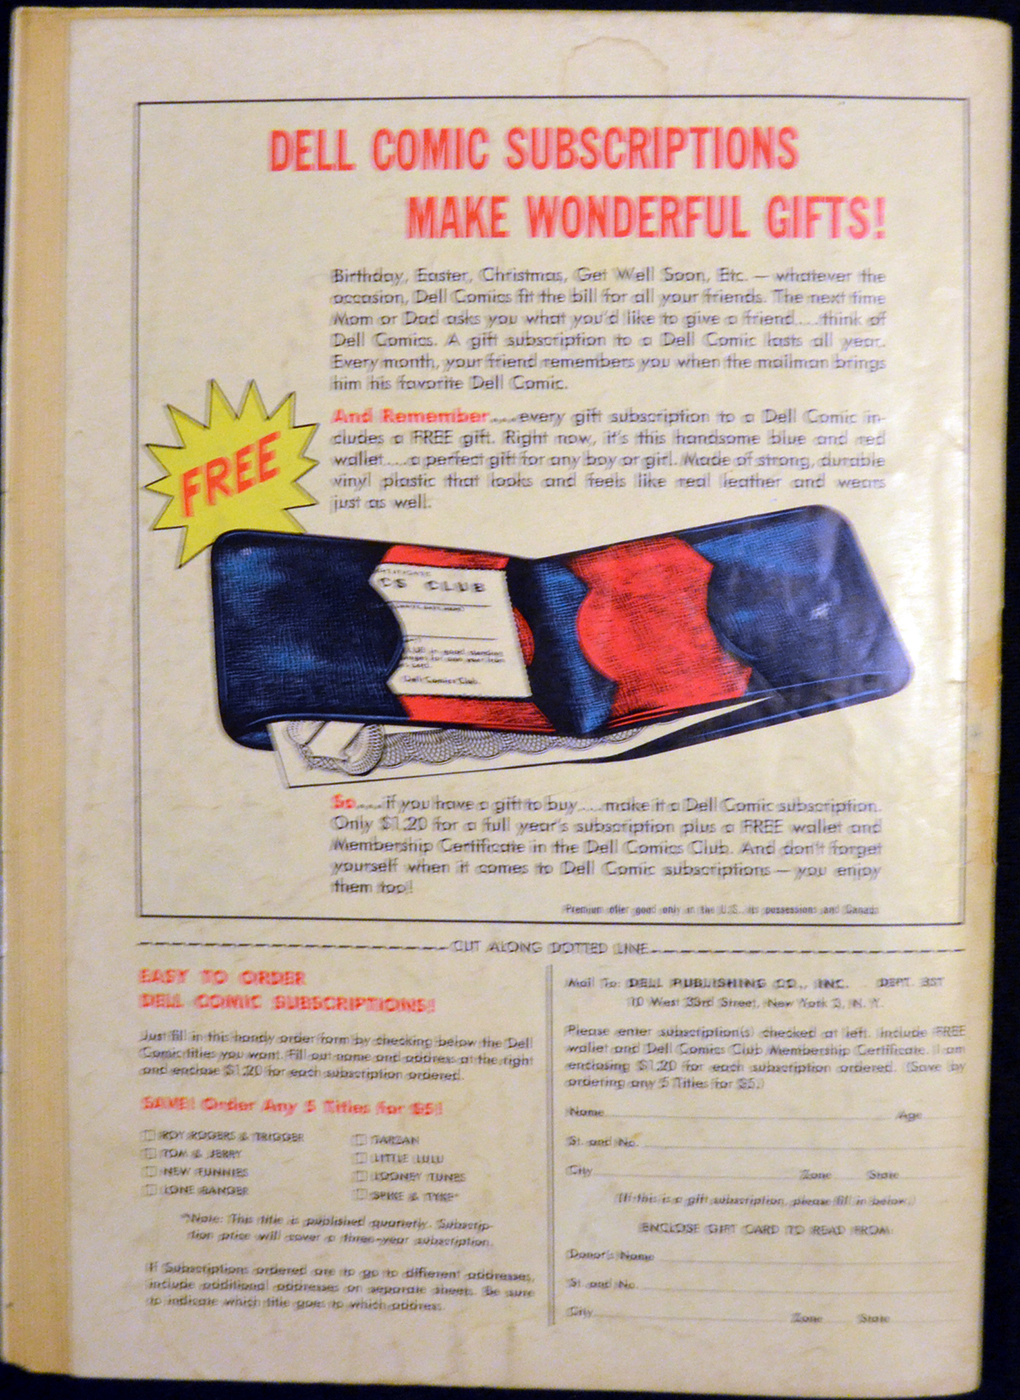 DELL COMIC SUBSCRIPTIONS
MAKE WONDERFUL GIFTS!
Birthday, Easter, Christmas, Get Well Soon, Etc. — whatever the
occasion, Dell Comics fit the bill for all your friends. The next time
Mom or Dad asks you what you'd like to give a friend....think of
Dell Comics. A gift subscription to a Dell Comic lasts all year.
Every month, your friend remembers you when the mailman brings
him his favorite Dell Comic.
FREE
And Remember....every gift subscription to a Dell Comic in-
cludes a FREE gift. Right now, it's this handsome blue and red
wallet....a perfect gift for any boy or girl. Made of strong, durable
vinyl plastic that looks and feels like real leather and wears
just as well.
CS CLUB
Dell Comics Club
So....if you have a gift to buy....make it a Dell Comic subscription.
Only $1.20 for a full year's subscription plus a FREE wallet and
Membership Certificate in the Dell Comics Club. And don't forget
yourself when it comes to Dell Comic subscriptions — you enjoy
them too!
Premium offer good only in the U.S. its possessions and Canada
CUT ALONG DOTTED LINE
EASY TO ORDER
DELL COMIC SUBSCRIPTIONS!
Just fill in this handy order form by checking below the Dell
Comic titles you want. Fill out name and address at the right
and enclose $1.20 for each subscription ordered.
SAVE! Order Any 5 Titles for $5!
ROY ROGERS & TRIGGER
TOM & JERRY
NEW FUNNIES
LONE RANGER
TARZAN
LITTLE LULU
LOONEY TUNES
SPIKE & TYKE*
*Note: This title is published quarterly. Subscrip-
tion price will cover a three-year subscription.
If Subscriptions ordered are to go to different addresses,
include additional addresses on separate sheet. Be sure
to indicate which title goes to which address.
Mail To: DELL PUBLISHING CO., INC. DEPT. 3ST
10 West 33rd Street, New York 3, N. Y.
Please enter subscription(s) checked at left. Include FREE
wallet and Dell Comics Club Membership Certificate. I am
enclosing $1.20 for each subscription ordered. (Save by
ordering any 5 Titles for $5.)
Name Age
St. and No.
City Zone State
(If this is a gift subscription, please fill in below.)
ENCLOSE GIFT CARD TO READ FROM:
Donor's Name
St. and No.
City Zone State